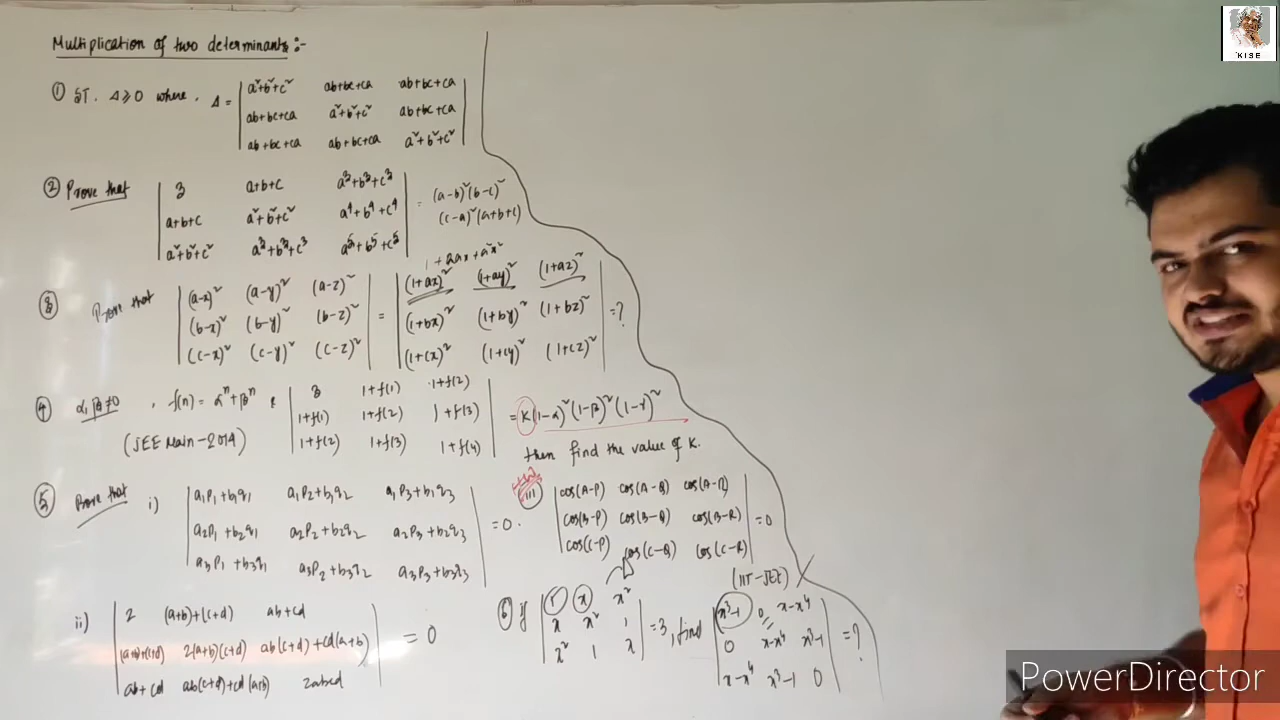 Multiplication of two determinants :-
① ST. Δ ≥ 0 where, Δ = | a²+b²+c² ab+bc+ca ab+bc+ca |
ab+bc+ca a²+b²+c² ab+bc+ca
ab+bc+ca ab+bc+ca a²+b²+c²
② Prove that | 3 a+b+c a³+b³+c³ | = (a-b)²(b-c)²
a+b+c a²+b²+c² a⁴+b⁴+c⁴ (c-a)²(a+b+c)
a²+b²+c² a³+b³+c³ a⁵+b⁵+c⁵
1+2ax+a²x²
③ Prove that | (a-x)² (a-y)² (a-z)² | = | (1+ax)² (1+ay)² (1+az)² | = ?
(b-x)² (b-y)² (b-z)² (1+bx)² (1+by)² (1+bz)²
(c-x)² (c-y)² (c-z)² (1+cx)² (1+cy)² (1+cz)²
④ α, β ≠ 0 , f(n) = αⁿ+βⁿ & | 3 1+f(1) 1+f(2) |
1+f(1) 1+f(2) 1+f(3) = K(1-α)²(1-β)²(1-γ)²
(JEE Main-2014) 1+f(2) 1+f(3) 1+f(4)
then find the value of K.
⑤ Prove that i) | a₁p₁+b₁q₁ a₁p₂+b₁q₂ a₁p₃+b₁q₃ |
a₂p₁+b₂q₁ a₂p₂+b₂q₂ a₂p₃+b₂q₃ = 0.
a₃p₁+b₃q₁ a₃p₂+b₃q₂ a₃p₃+b₃q₃
H.W
iii) | cos(A-P) cos(A-Q) cos(A-R) |
cos(B-P) cos(B-Q) cos(B-R) = 0
cos(C-P) cos(C-Q) cos(C-R)
(IIT-JEE)
ii) | 2 (a+b)+(c+d) ab+cd |
(a+b)+(c+d) 2(a+b)(c+d) ab(c+d)+cd(a+b) = 0
ab+cd ab(c+d)+cd(a+b) 2abcd
⑥ if | 1 x x² | = 3, find | x³-1 0 x-x⁴ | = ?
x x² 1 0 x-x⁴ x³-1
x² 1 x x-x⁴ x³-1 0
KISE
PowerDirector